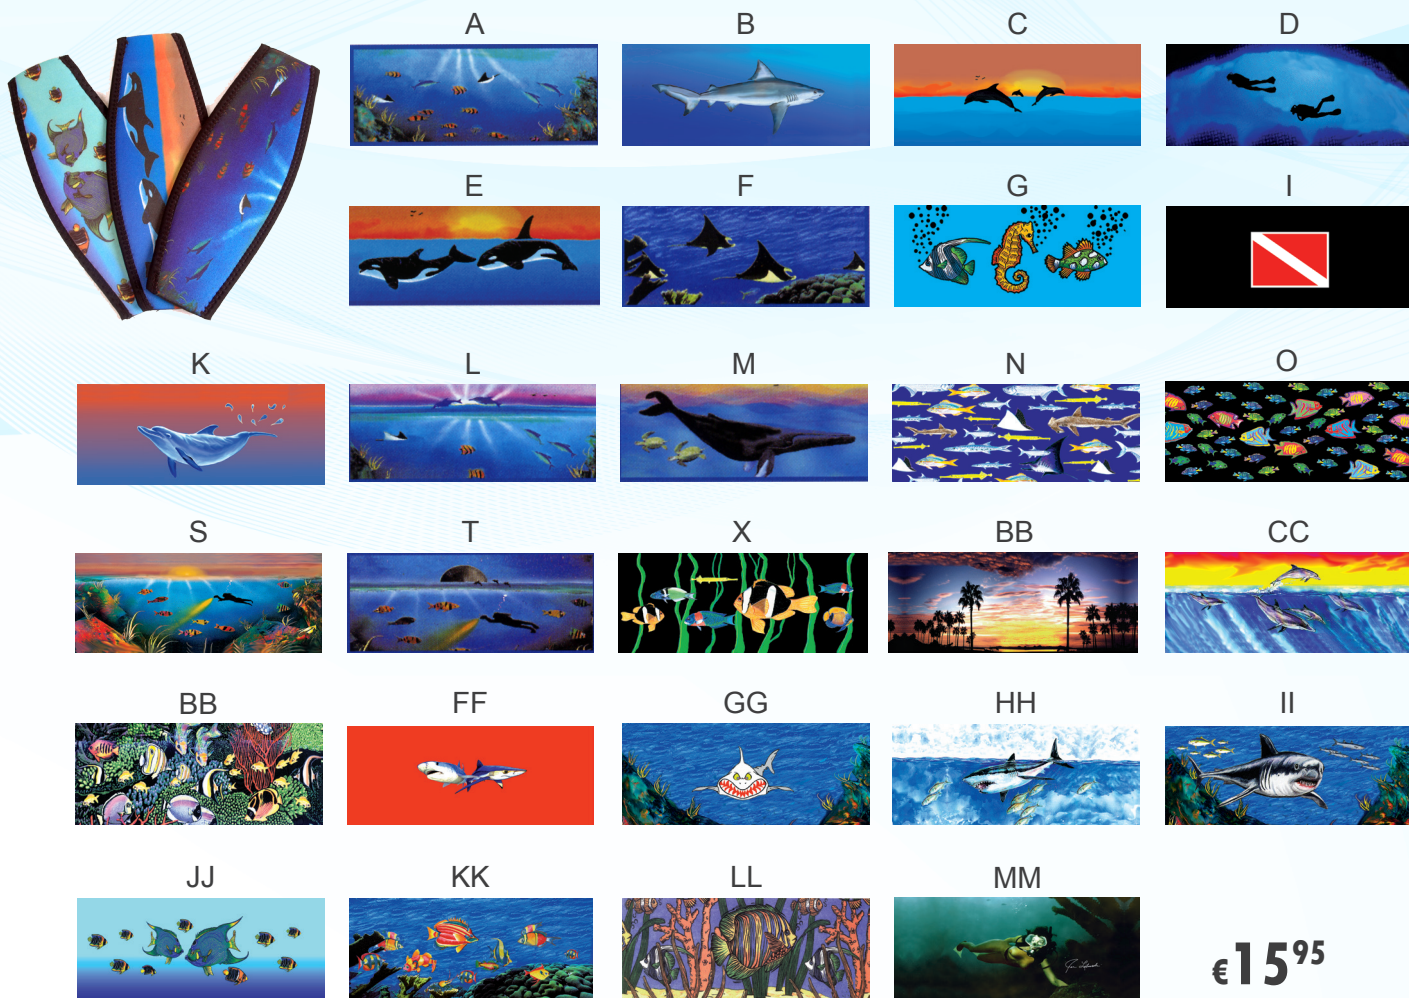 A B C D
E F G I
K L M N O
S T X BB CC
BB FF GG HH II
JJ KK LL MM
€15⁹⁵